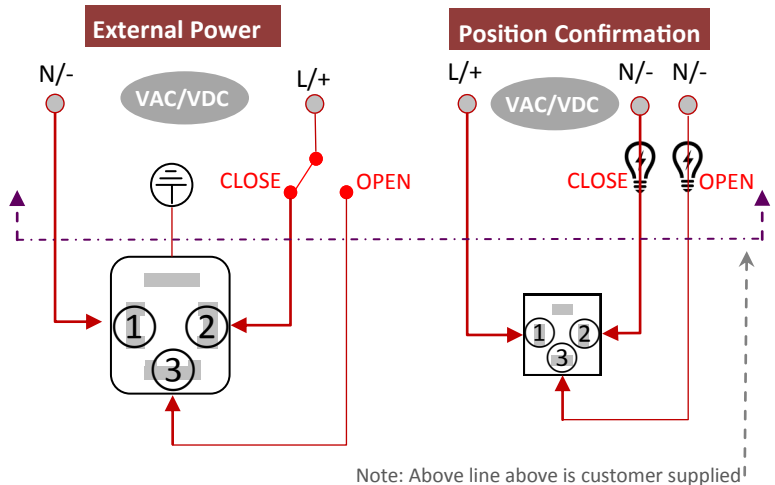 External Power
Position Confirmation
N/-
VAC/VDC
L/+
L/+
VAC/VDC
N/-
N/-
CLOSE
OPEN
CLOSE
OPEN
1
2
3
1
2
3
Note: Above line above is customer supplied